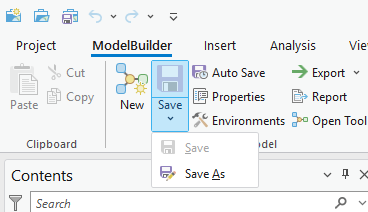 Project ModelBuilder Insert Analysis
Cut
Copy
Paste
Clipboard
New
Save
Auto Save
Properties
Environments
Export
Report
Open Tool
Save
Save As
Contents
Search